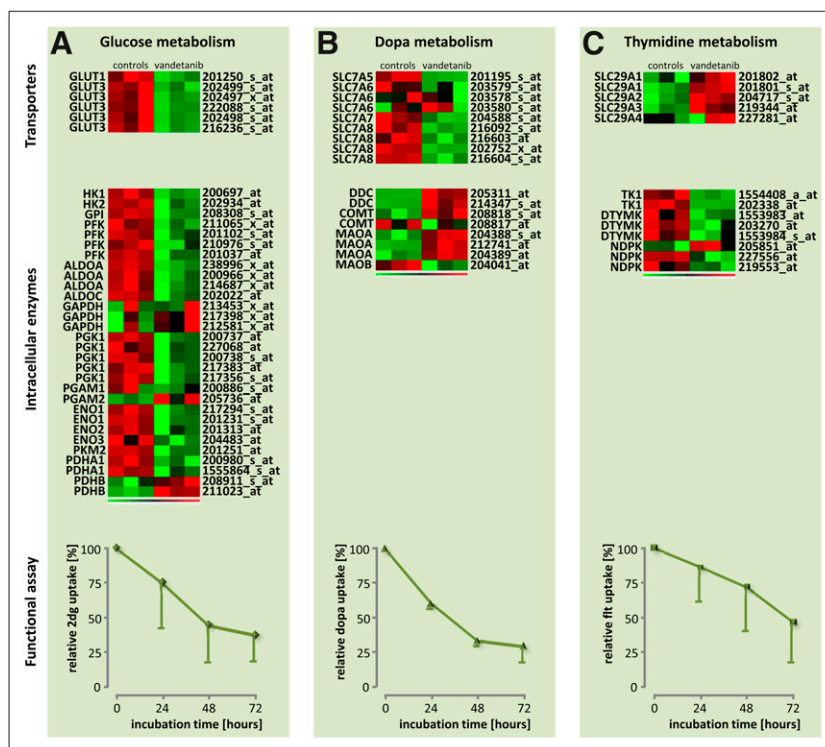 A Glucose metabolism
controls vandetanib
Transporters
GLUT1 201250_s_at
GLUT3 202499_s_at
GLUT3 202497_x_at
GLUT3 222088_s_at
GLUT3 202498_s_at
GLUT3 216236_s_at
Intracellular enzymes
HK1 200697_at
HK2 202934_at
GPI 208308_s_at
PFK 211065_x_at
PFK 201102_s_at
PFK 210976_s_at
PFK 201037_at
ALDOA 238996_x_at
ALDOA 200966_x_at
ALDOA 214687_x_at
ALDOC 202022_at
GAPDH 213453_x_at
GAPDH 217398_x_at
GAPDH 212581_x_at
PGK1 200737_at
PGK1 227068_at
PGK1 200738_s_at
PGK1 217383_at
PGK1 217356_s_at
PGAM1 200886_s_at
PGAM2 205736_at
ENO1 217294_s_at
ENO1 201231_s_at
ENO2 201313_at
ENO3 204483_at
PKM2 201251_at
PDHA1 200980_s_at
PDHA1 1555864_s_at
PDHB 208911_s_at
PDHB 211023_at
Functional assay
relative 2dg uptake [%]
100
75
50
25
0
0 24 48 72
incubation time [hours]
B Dopa metabolism
controls vandetanib
SLC7A5 201195_s_at
SLC7A6 203579_s_at
SLC7A6 203578_s_at
SLC7A6 203580_s_at
SLC7A7 204588_s_at
SLC7A8 216092_s_at
SLC7A8 216603_at
SLC7A8 202752_x_at
SLC7A8 216604_s_at
DDC 205311_at
DDC 214347_s_at
COMT 208818_s_at
COMT 208817_at
MAOA 204388_s_at
MAOA 212741_at
MAOA 204389_at
MAOB 204041_at
relative dopa uptake [%]
100
75
50
25
0
0 24 48 72
incubation time [hours]
C Thymidine metabolism
controls vandetanib
SLC29A1 201802_at
SLC29A1 201801_s_at
SLC29A2 204717_s_at
SLC29A3 219344_at
SLC29A4 227281_at
TK1 1554408_a_at
TK1 202338_at
DTYMK 1553983_at
DTYMK 203270_at
DTYMK 1553984_s_at
NDPK 205851_at
NDPK 227556_at
NDPK 219553_at
relative flt uptake [%]
100
75
50
25
0
0 24 48 72
incubation time [hours]